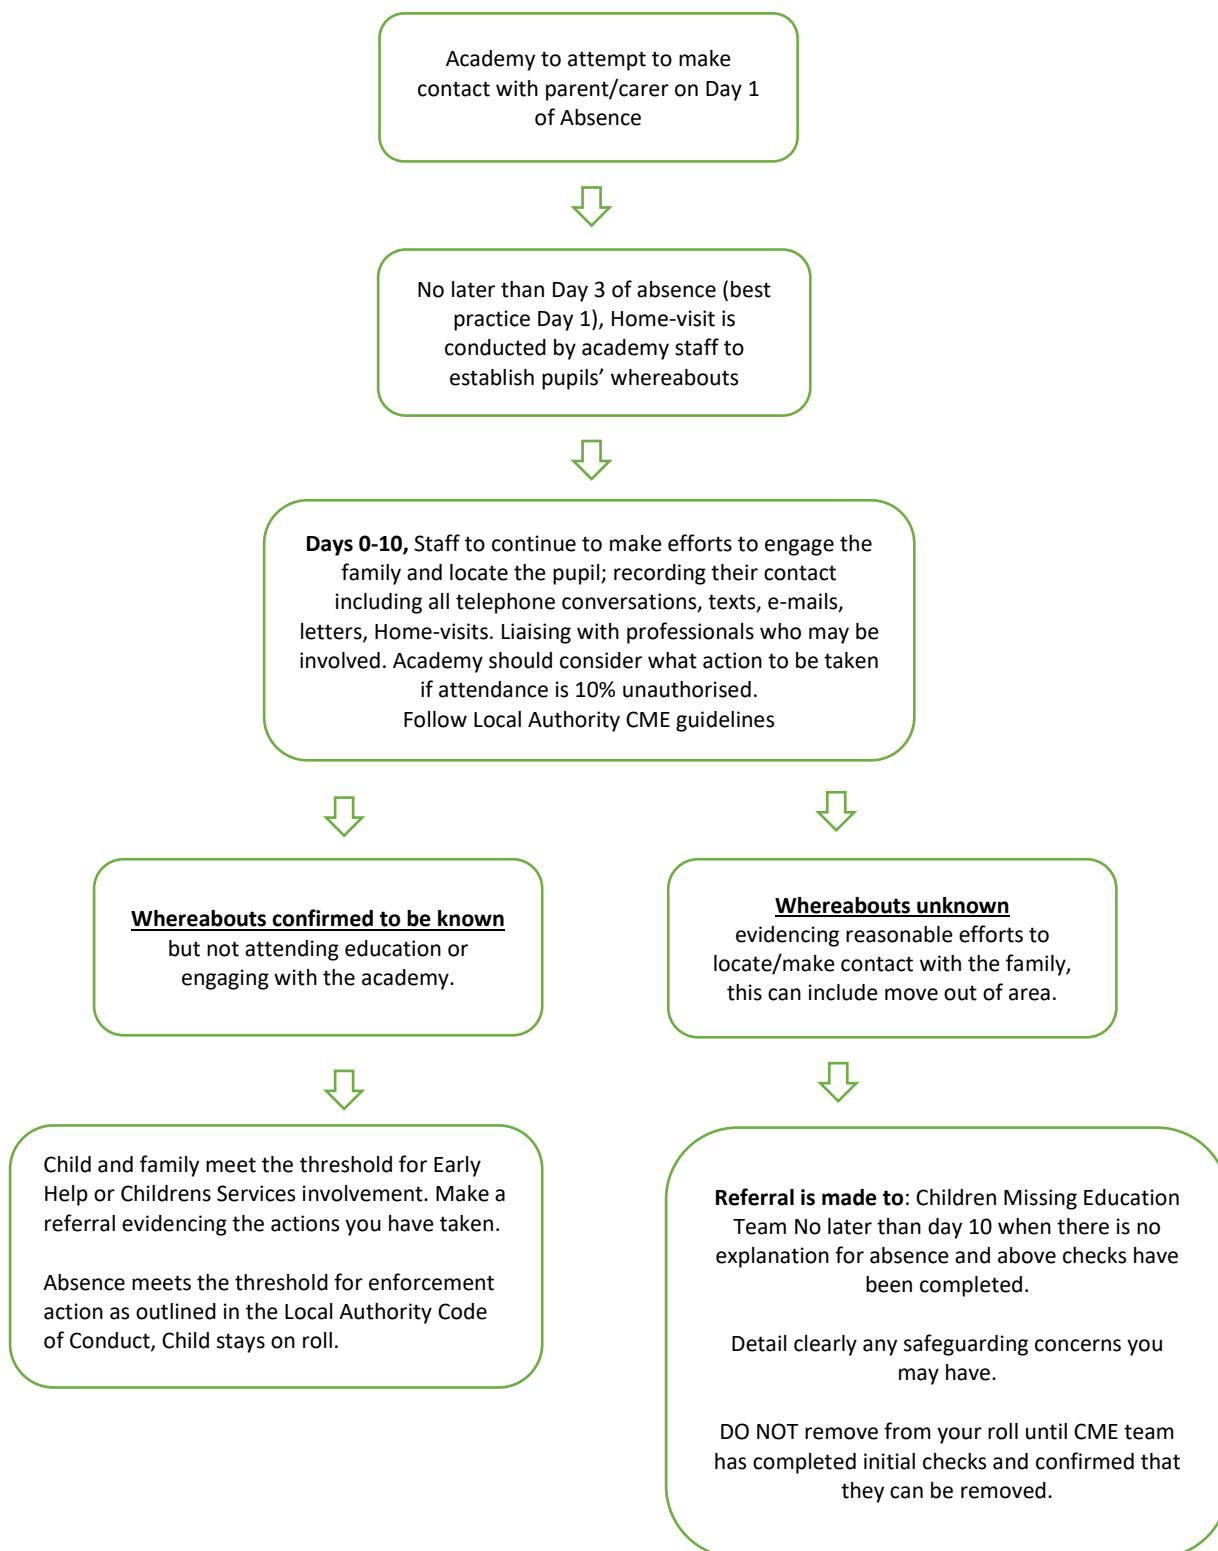 Academy to attempt to make
contact with parent/carer on Day 1
of Absence
No later than Day 3 of absence (best
practice Day 1), Home-visit is
conducted by academy staff to
establish pupils’ whereabouts
Days 0-10, Staff to continue to make efforts to engage the
family and locate the pupil; recording their contact
including all telephone conversations, texts, e-mails,
letters, Home-visits. Liaising with professionals who may be
involved. Academy should consider what action to be taken
if attendance is 10% unauthorised.
Follow Local Authority CME guidelines
Whereabouts confirmed to be known
but not attending education or
engaging with the academy.
Whereabouts unknown
evidencing reasonable efforts to
locate/make contact with the family,
this can include move out of area.
Child and family meet the threshold for Early
Help or Childrens Services involvement. Make a
referral evidencing the actions you have taken.
Absence meets the threshold for enforcement
action as outlined in the Local Authority Code
of Conduct, Child stays on roll.
Referral is made to: Children Missing Education
Team No later than day 10 when there is no
explanation for absence and above checks have
been completed.
Detail clearly any safeguarding concerns you
may have.
DO NOT remove from your roll until CME team
has completed initial checks and confirmed that
they can be removed.